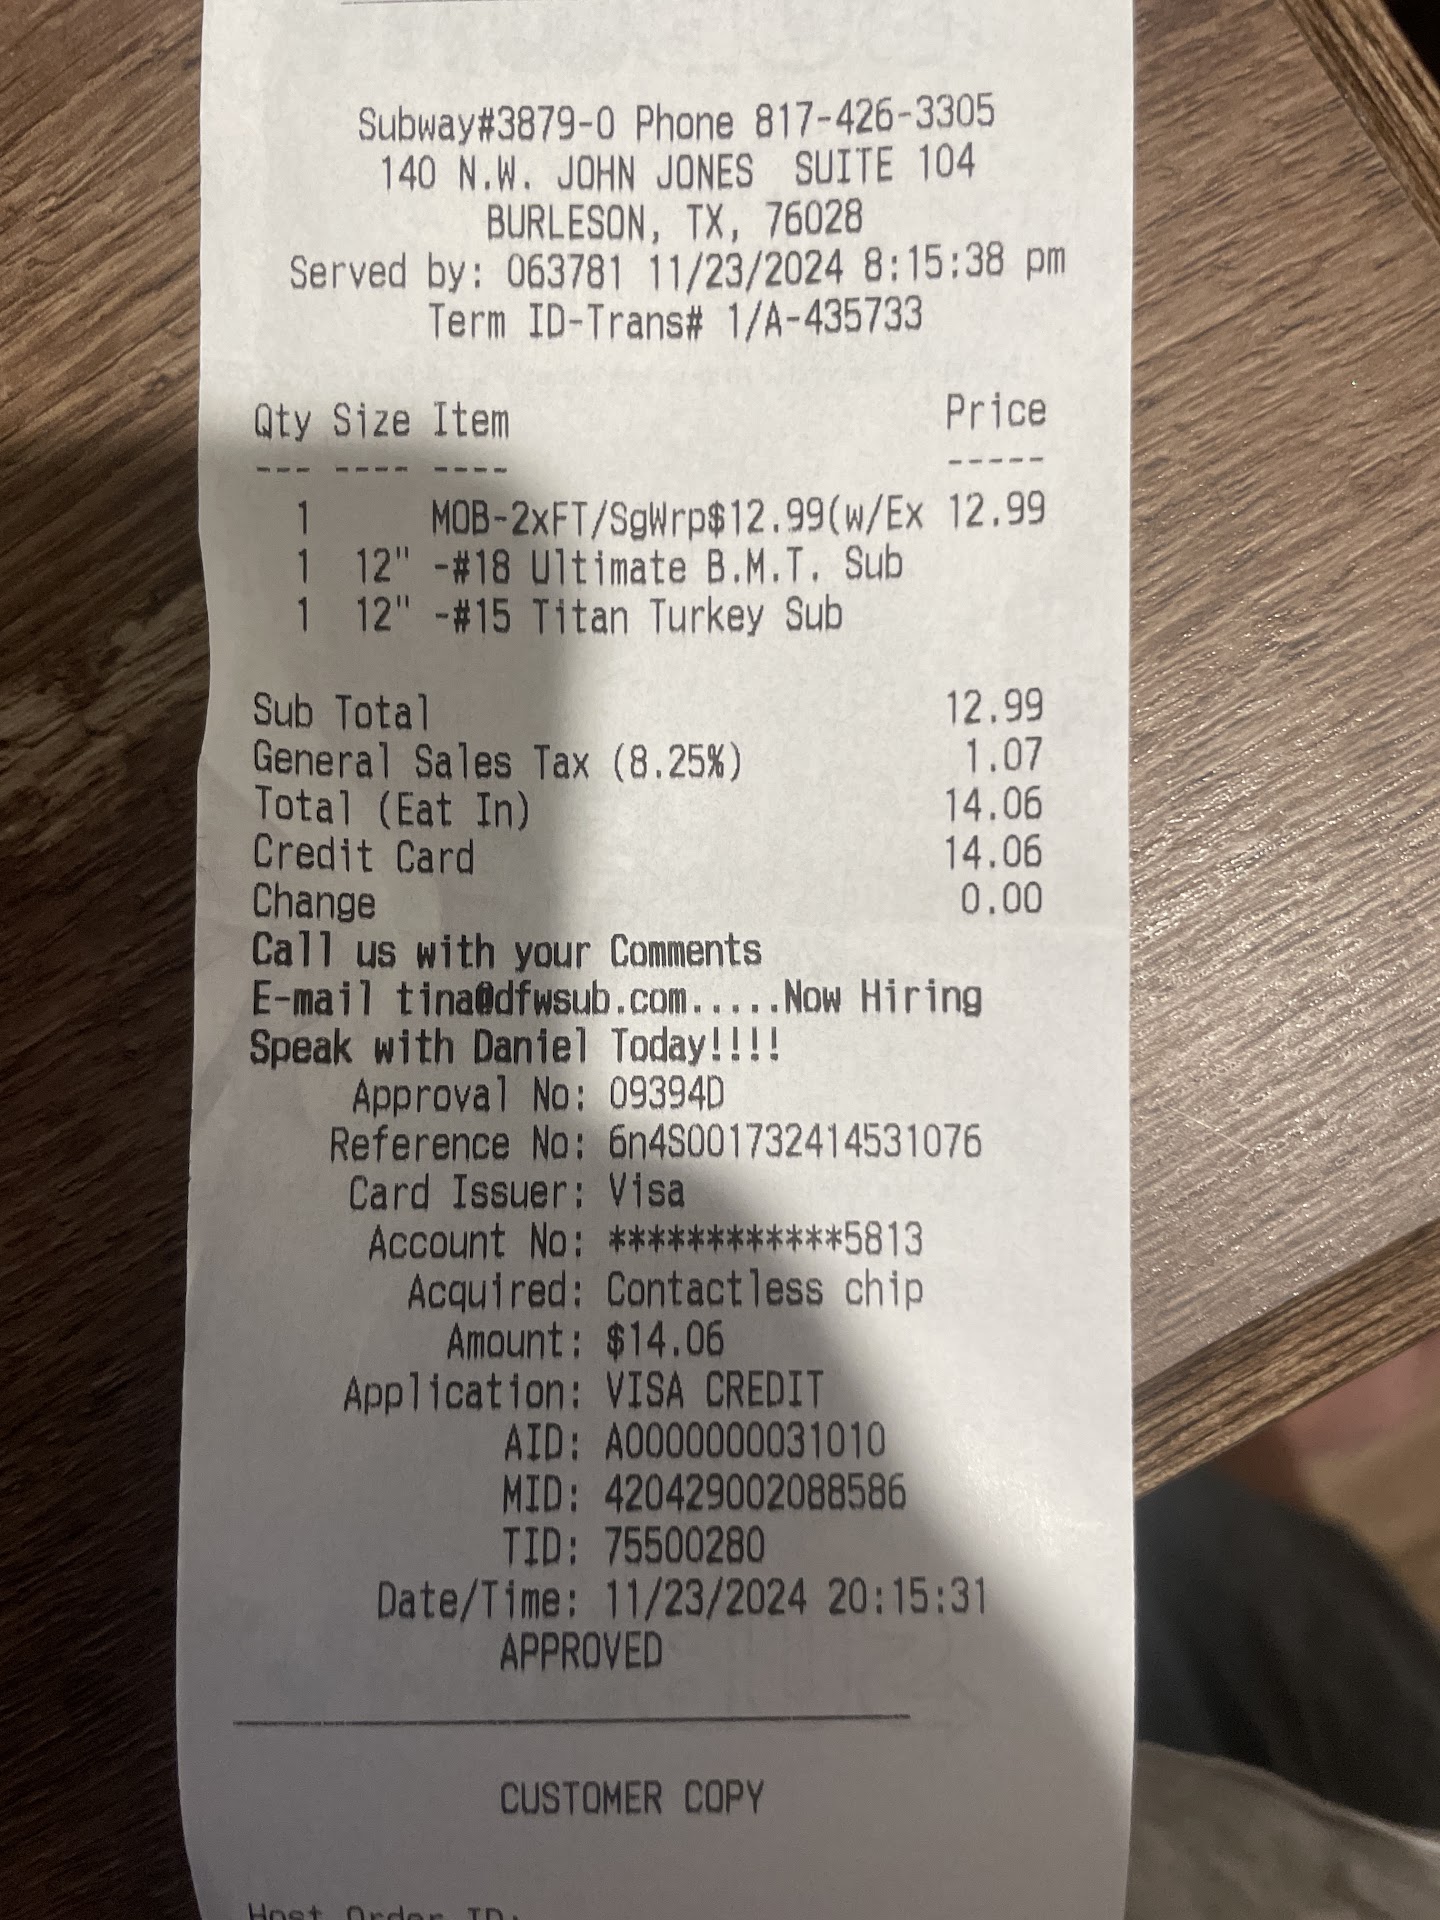 Subway#3879-0 Phone 817-426-3305
140 N.W. JOHN JONES SUITE 104
BURLESON, TX, 76028
Served by: 063781 11/23/2024 8:15:38 pm
Term ID-Trans# 1/A-435733
Qty Size Item Price
--- ---- ---- -----
1 MOB-2xFT/SgWrp$12.99(w/Ex 12.99
1 12" -#18 Ultimate B.M.T. Sub
1 12" -#15 Titan Turkey Sub
Sub Total 12.99
General Sales Tax (8.25%) 1.07
Total (Eat In) 14.06
Credit Card 14.06
Change 0.00
Call us with your Comments
E-mail tina@dfwsub.com.....Now Hiring
Speak with Daniel Today!!!!
Approval No: 09394D
Reference No: 6n4S001732414531076
Card Issuer: Visa
Account No: ************5813
Acquired: Contactless chip
Amount: $14.06
Application: VISA CREDIT
AID: A0000000031010
MID: 420429002088586
TID: 75500280
Date/Time: 11/23/2024 20:15:31
APPROVED
CUSTOMER COPY
Host Order ID: